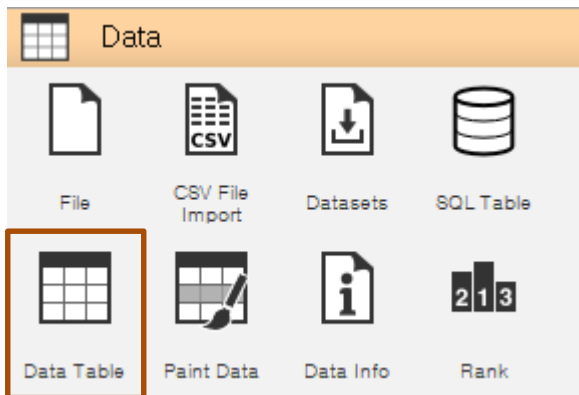 Data
CSV
File
CSV File
Import
Datasets
SQL Table
i
2 1 3
Data Table
Paint Data
Data Info
Rank